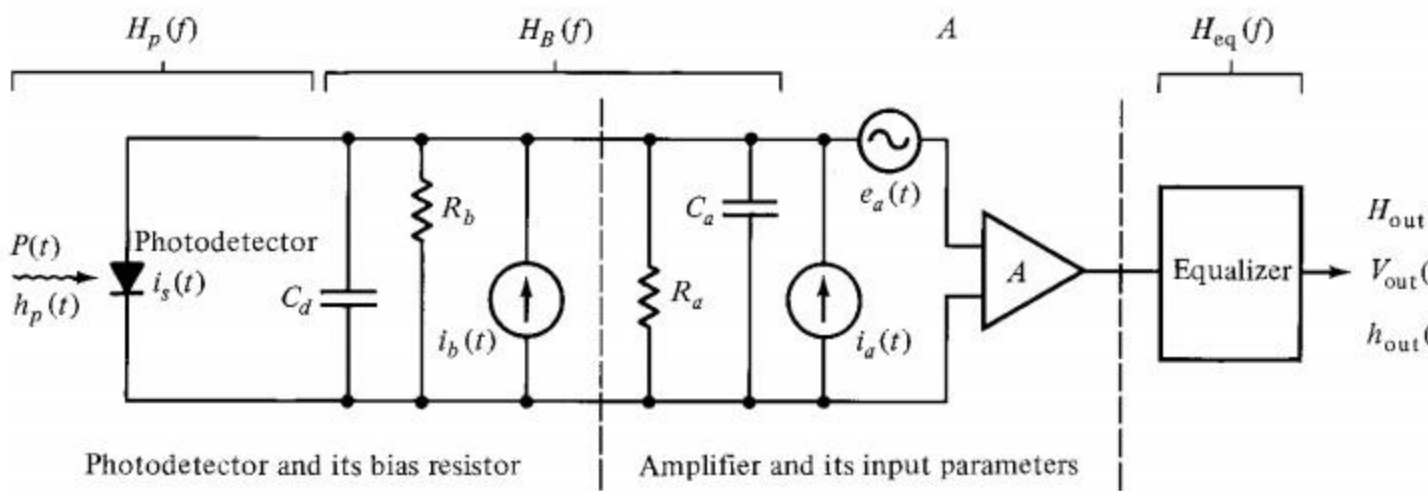 H_p(f)
H_B(f)
A
H_eq(f)
P(t)
h_p(t)
Photodetector
i_s(t)
C_d
R_b
i_b(t)
R_a
C_a
i_a(t)
e_a(t)
A
Equalizer
H_out
V_out(
h_out(
Photodetector and its bias resistor
Amplifier and its input parameters